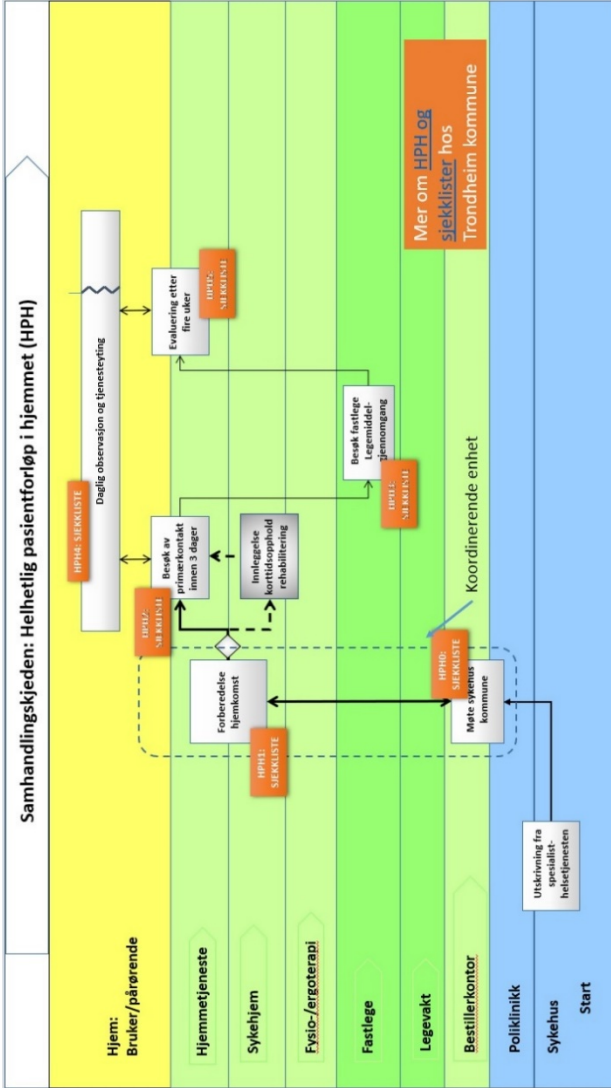 Samhandlingskjeden: Helhetlig pasientforløp i hjemmet (HPH)
Hjem:
Bruker/pårørende
Hjemmetjeneste
Sykehjem
Fysio-/ergoterapi
Fastlege
Legevakt
Bestillerkontor
Poliklinikk
Sykehus
Start
Utskrivning fra
spesialist-
helsetjenesten
Møte sykehus
kommune
HPH0:
SJEKKLISTE
Forberedelse
hjemkomst
HPH1:
SJEKKLISTE
Koordinerende enhet
Besøk av
primærkontakt
innen 3 dager
SJEKKLISTE
Innleggelse
korttidsopphold
rehabilitering
HPH4: SJEKKLISTE
Daglig observasjon og tjenesteyting
Besøk fastlege
Legemiddel-
gjennomgang
SJEKKLISTE
Evaluering etter
fire uker
SJEKKLISTE
Mer om HPH og
sjekklister hos
Trondheim kommune